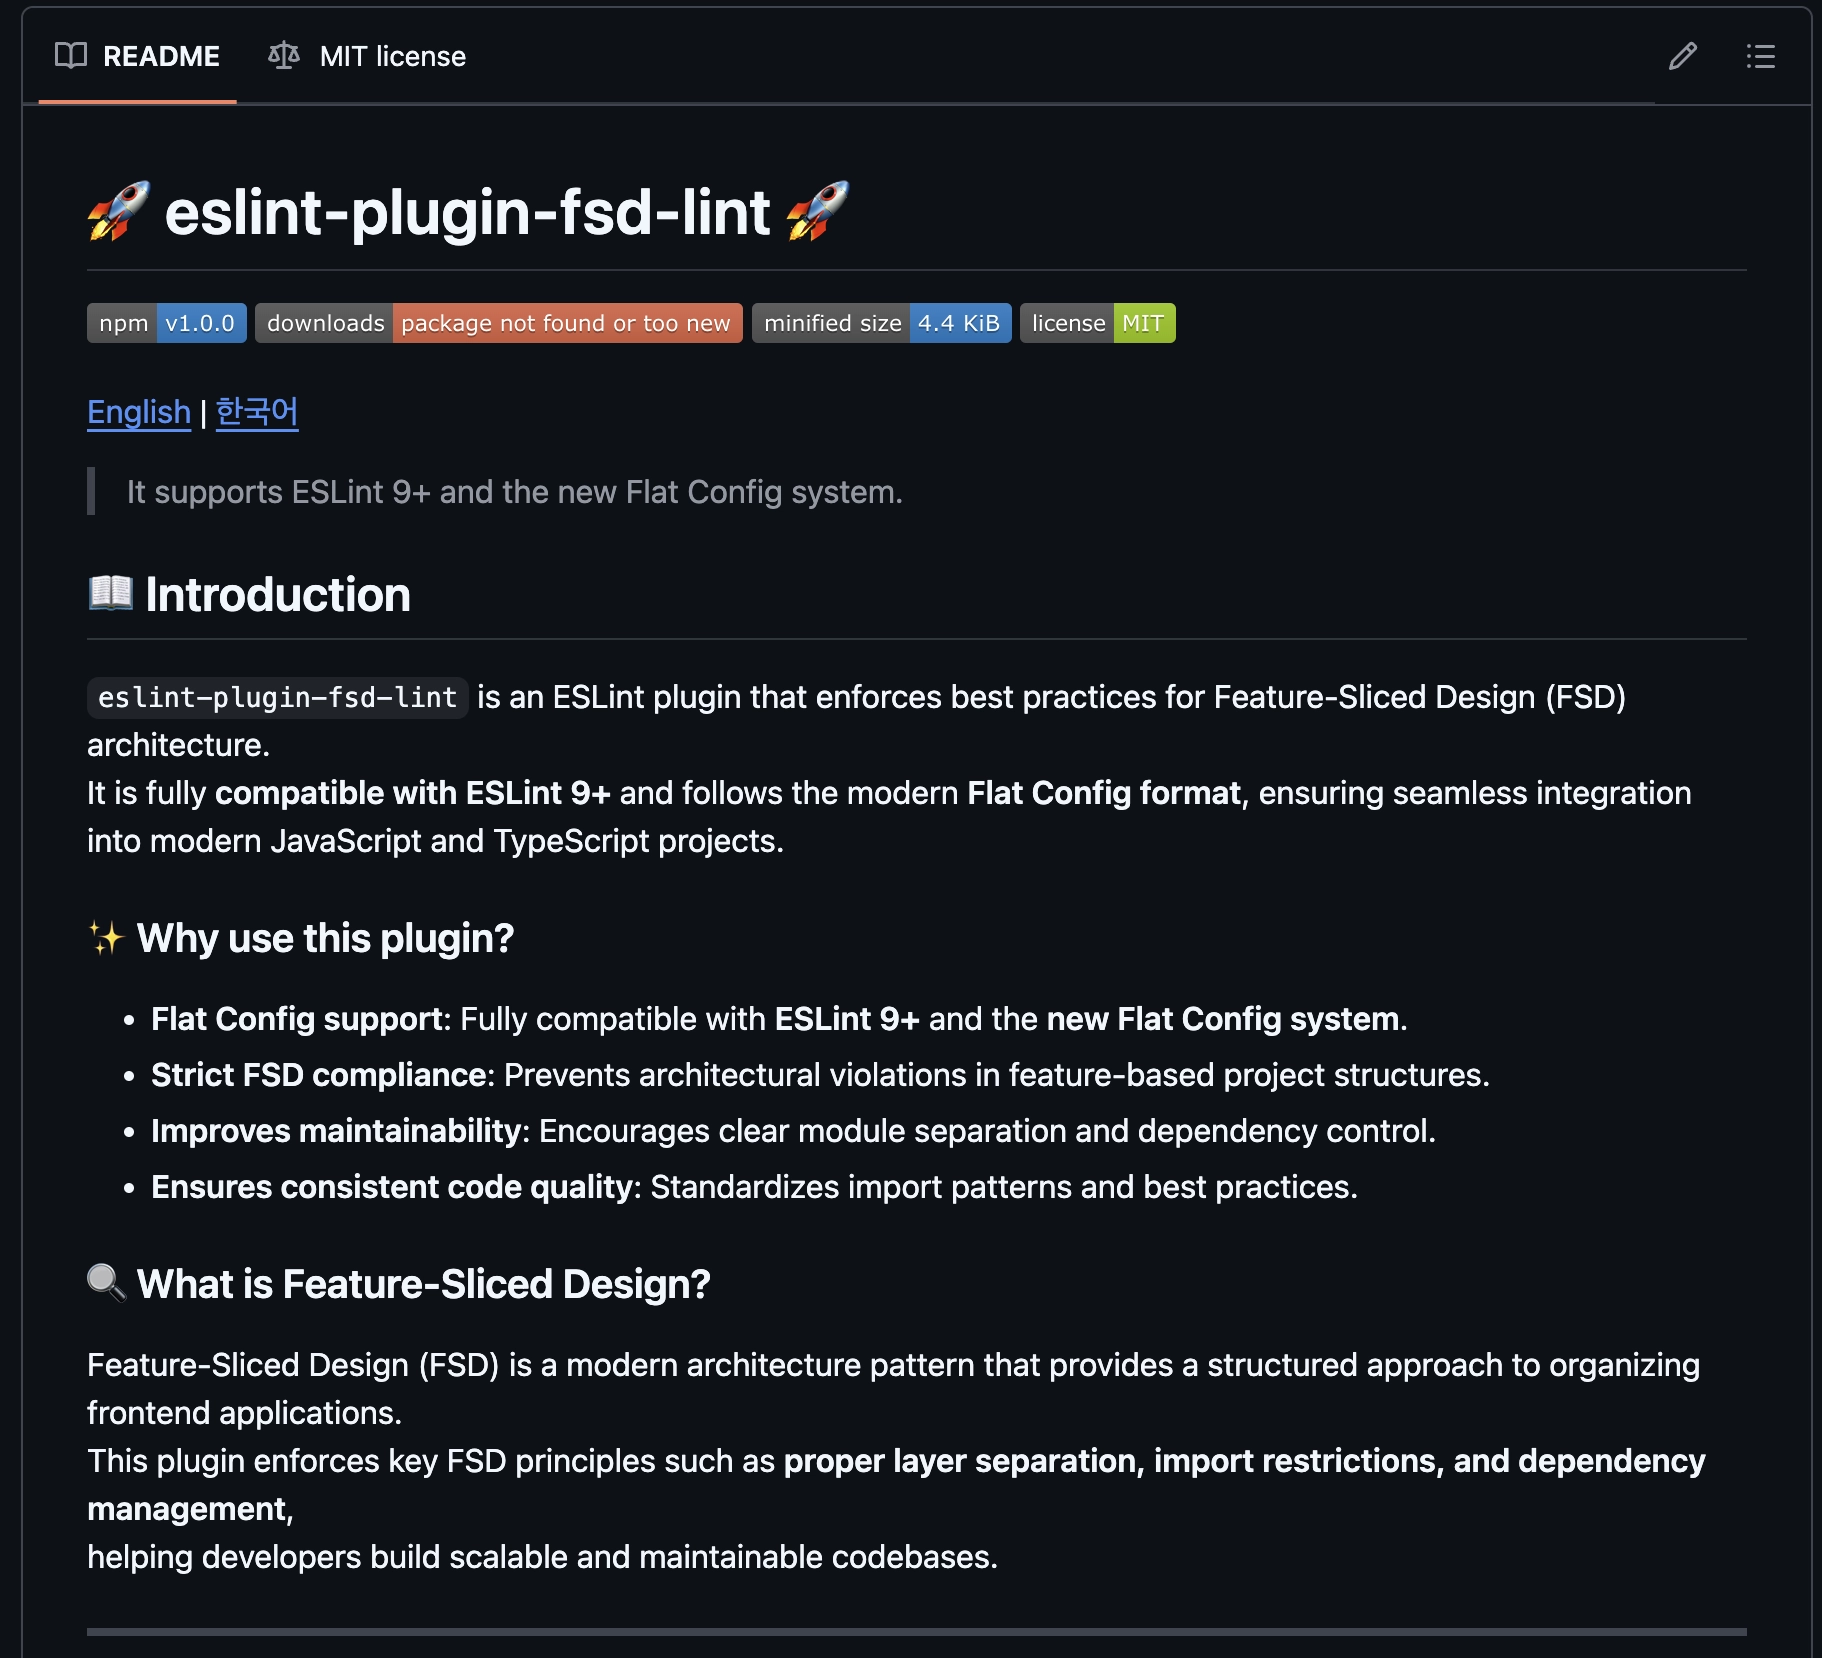 README
MIT license
🚀 eslint-plugin-fsd-lint 🚀
npm v1.0.0 downloads package not found or too new minified size 4.4 KiB license MIT
English | 한국어
It supports ESLint 9+ and the new Flat Config system.
📖 Introduction
eslint-plugin-fsd-lint is an ESLint plugin that enforces best practices for Feature-Sliced Design (FSD)
architecture.
It is fully compatible with ESLint 9+ and follows the modern Flat Config format, ensuring seamless integration
into modern JavaScript and TypeScript projects.
✨ Why use this plugin?
• Flat Config support: Fully compatible with ESLint 9+ and the new Flat Config system.
• Strict FSD compliance: Prevents architectural violations in feature-based project structures.
• Improves maintainability: Encourages clear module separation and dependency control.
• Ensures consistent code quality: Standardizes import patterns and best practices.
🔍 What is Feature-Sliced Design?
Feature-Sliced Design (FSD) is a modern architecture pattern that provides a structured approach to organizing
frontend applications.
This plugin enforces key FSD principles such as proper layer separation, import restrictions, and dependency
management,
helping developers build scalable and maintainable codebases.